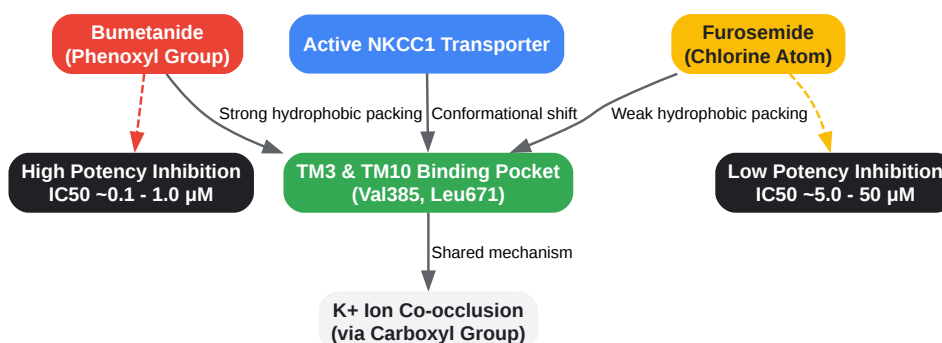 Bumetanide
(Phenoxyl Group)
Active NKCC1 Transporter
Furosemide
(Chlorine Atom)
Strong hydrophobic packing
Conformational shift
Weak hydrophobic packing
High Potency Inhibition
IC50 ~0.1 - 1.0 μM
TM3 & TM10 Binding Pocket
(Val385, Leu671)
Low Potency Inhibition
IC50 ~5.0 - 50 μM
Shared mechanism
K+ Ion Co-occlusion
(via Carboxyl Group)